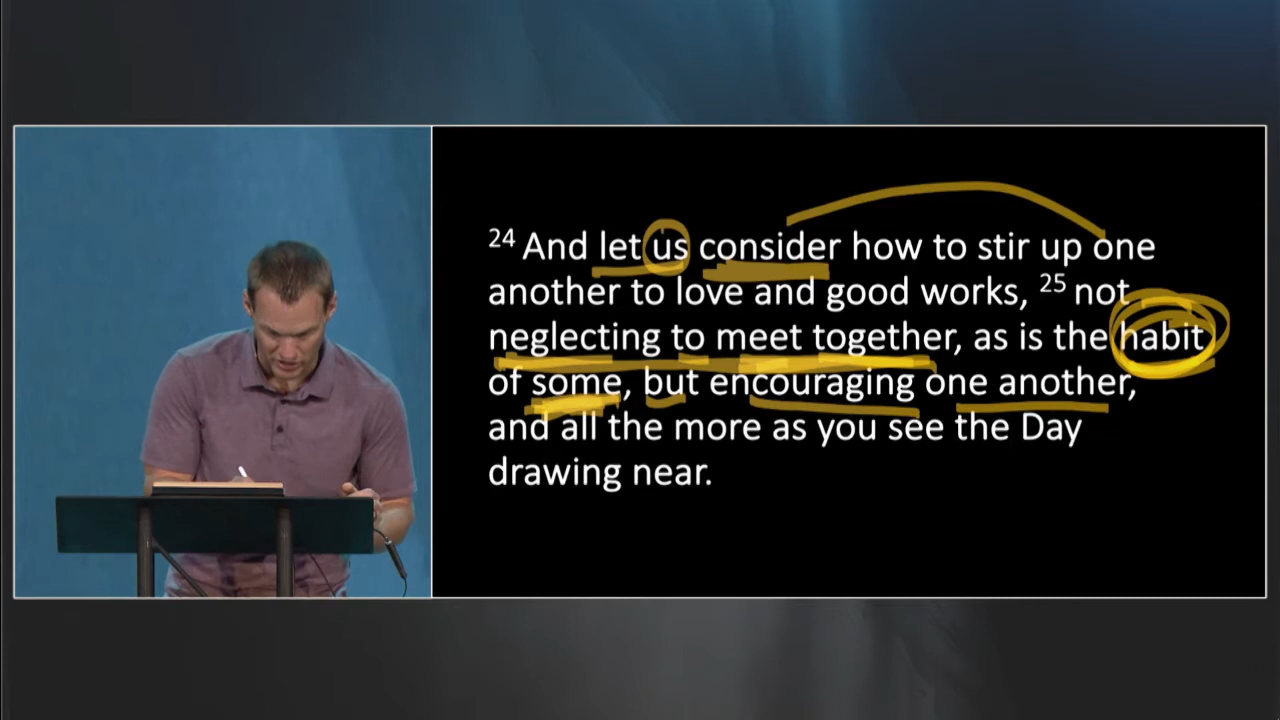 24 And let us consider how to stir up one
another to love and good works, 25 not
neglecting to meet together, as is the habit
of some, but encouraging one another,
and all the more as you see the Day
drawing near.